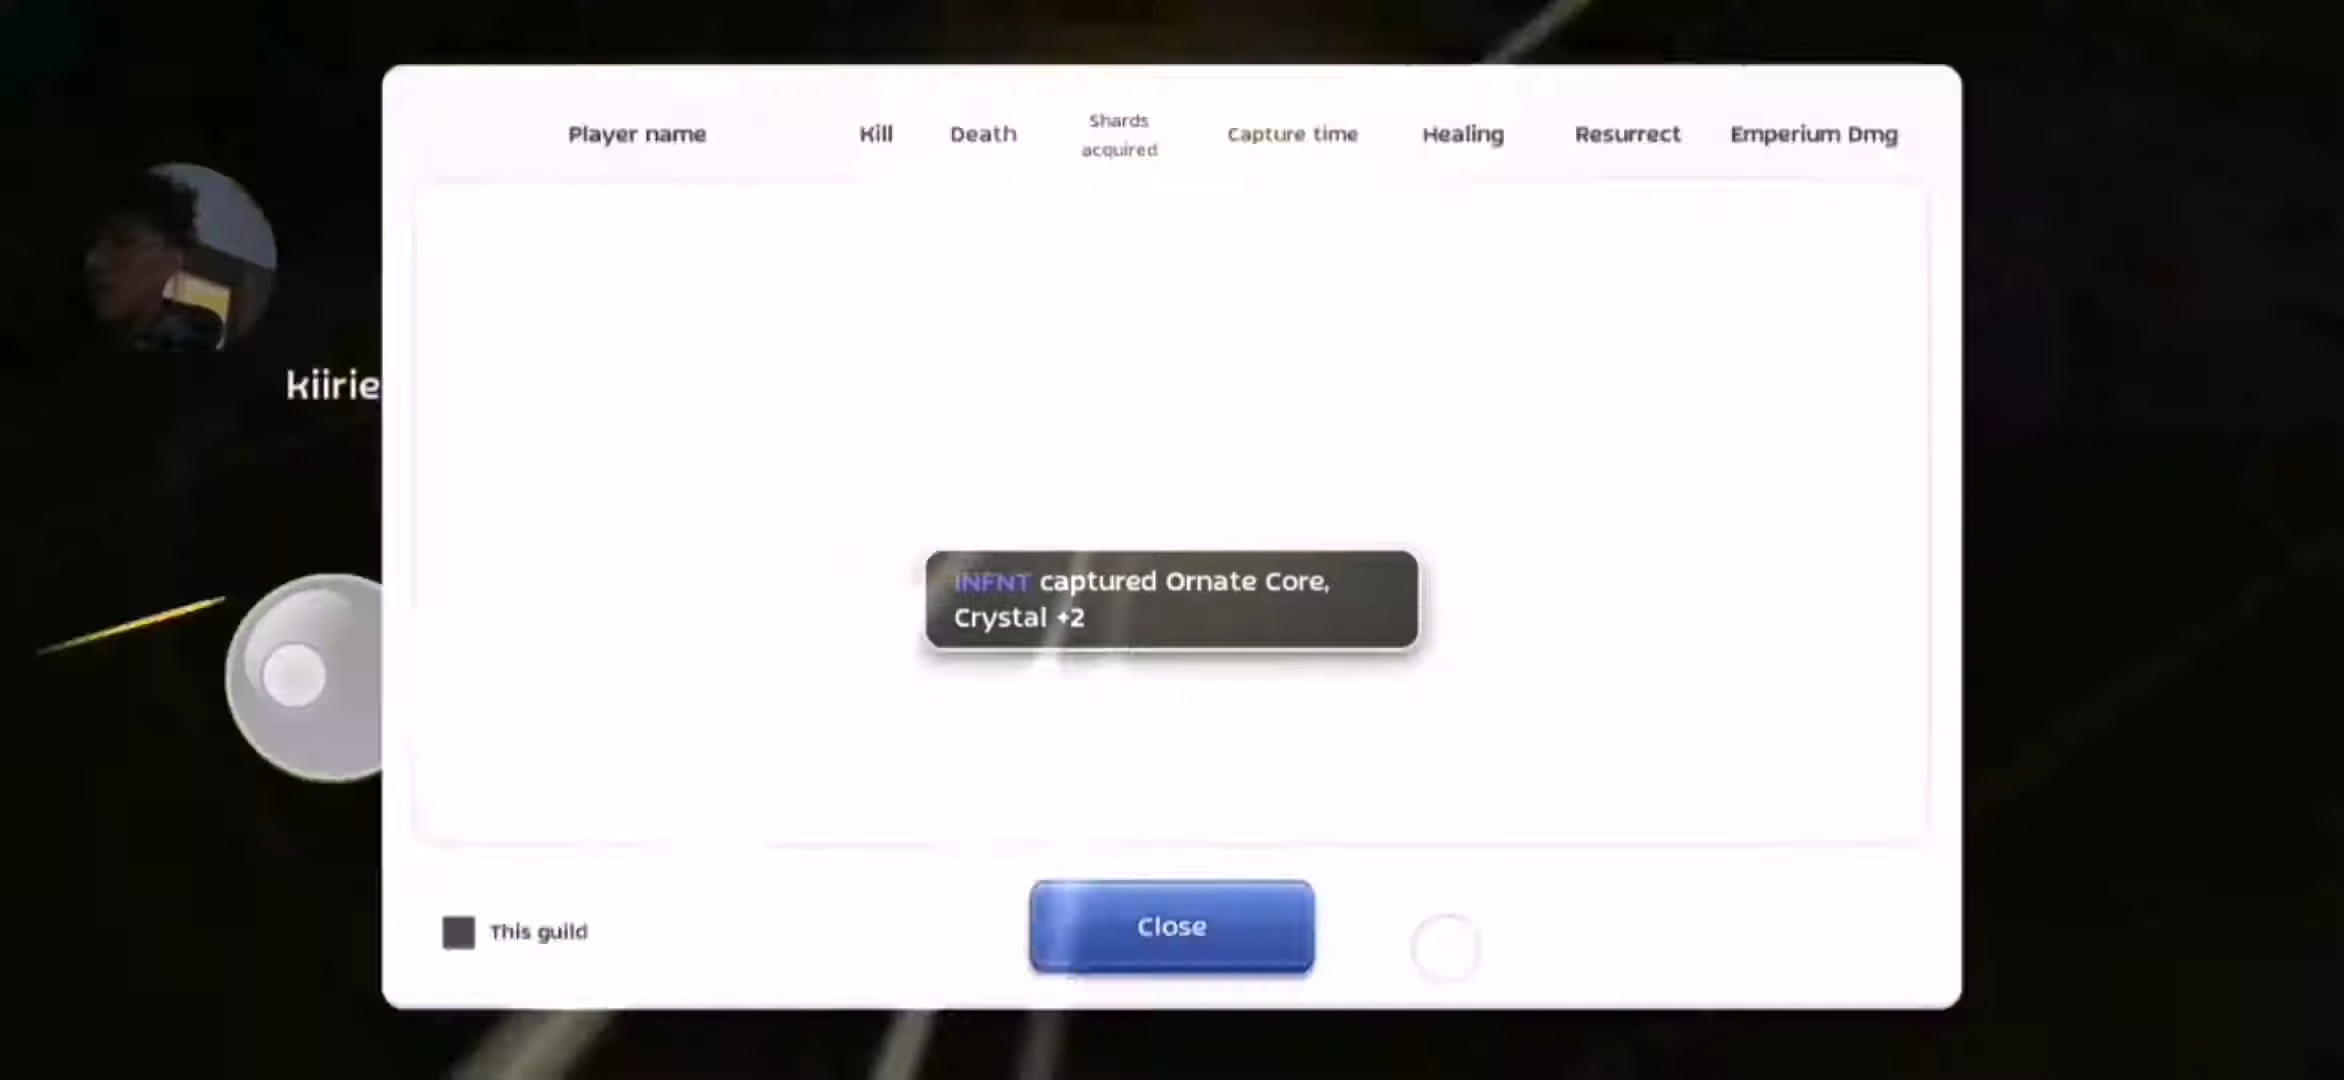 Player name Kill Death Shards acquired Capture time Healing Resurrect Emperium Dmg
kiirie
INFNT captured Ornate Core,
Crystal +2
This guild
Close